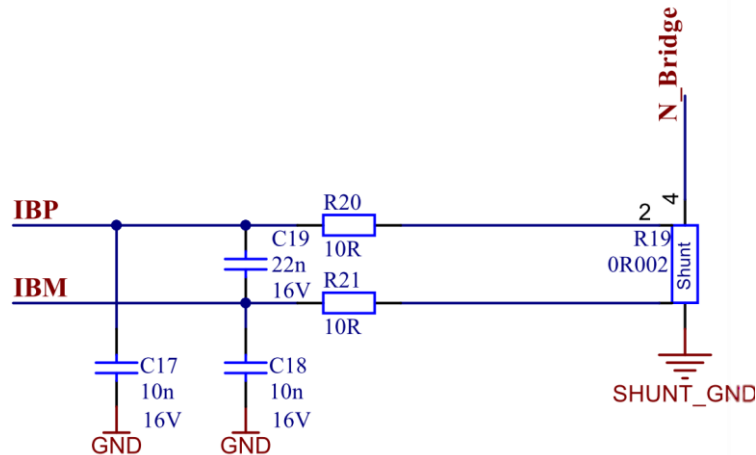 N_Bridge
IBP
R20
10R
2
4
C19
22n
16V
R19
0R002
Shunt
IBM
R21
10R
C17
10n
16V
C18
10n
16V
SHUNT_GND
GND
GND